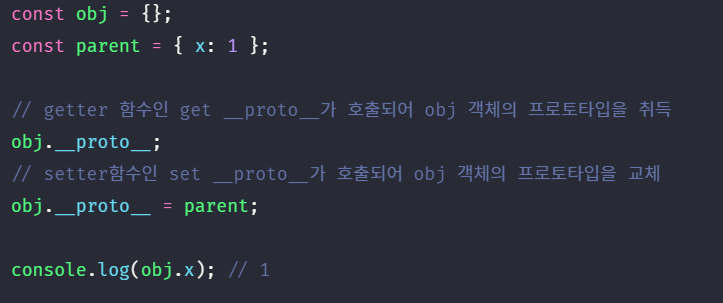 const obj = {};
const parent = { x: 1 };
// getter 함수인 get __proto__가 호출되어 obj 객체의 프로토타입을 취득
obj.__proto__;
// setter함수인 set __proto__가 호출되어 obj 객체의 프로토타입을 교체
obj.__proto__ = parent;
console.log(obj.x); // 1